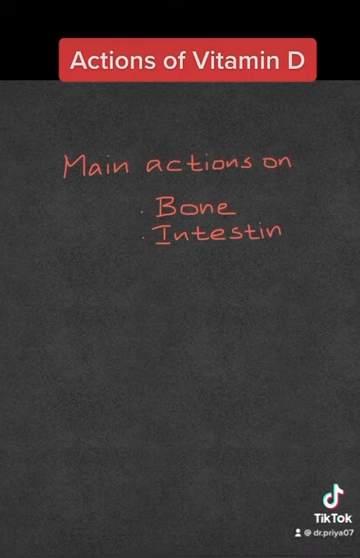 Actions of Vitamin D
Main actions on
· Bone
· Intestin
TikTok
@ dr.priya07